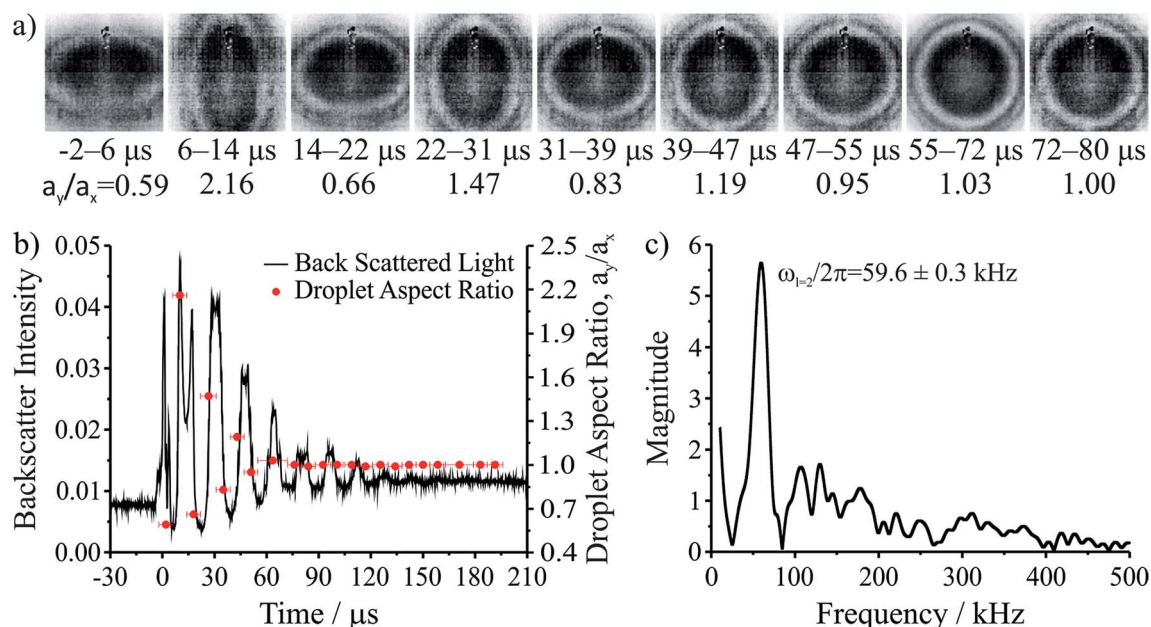 a)
-2–6 μs 6–14 μs 14–22 μs 22–31 μs 31–39 μs 39–47 μs 47–55 μs 55–72 μs 72–80 μs
a_y/a_x=0.59 2.16 0.66 1.47 0.83 1.19 0.95 1.03 1.00
b)
Backscatter Intensity
0.05
0.04
0.03
0.02
0.01
0.00
Back Scattered Light
Droplet Aspect Ratio
2.5
2.2
1.9
1.6
1.3
1.0
0.7
0.4
Droplet Aspect Ratio, a_y/a_x
-30 0 30 60 90 120 150 180 210
Time / μs
c)
Magnitude
6
5
4
3
2
1
0
ω_l=2/2π=59.6 ± 0.3 kHz
0 100 200 300 400 500
Frequency / kHz